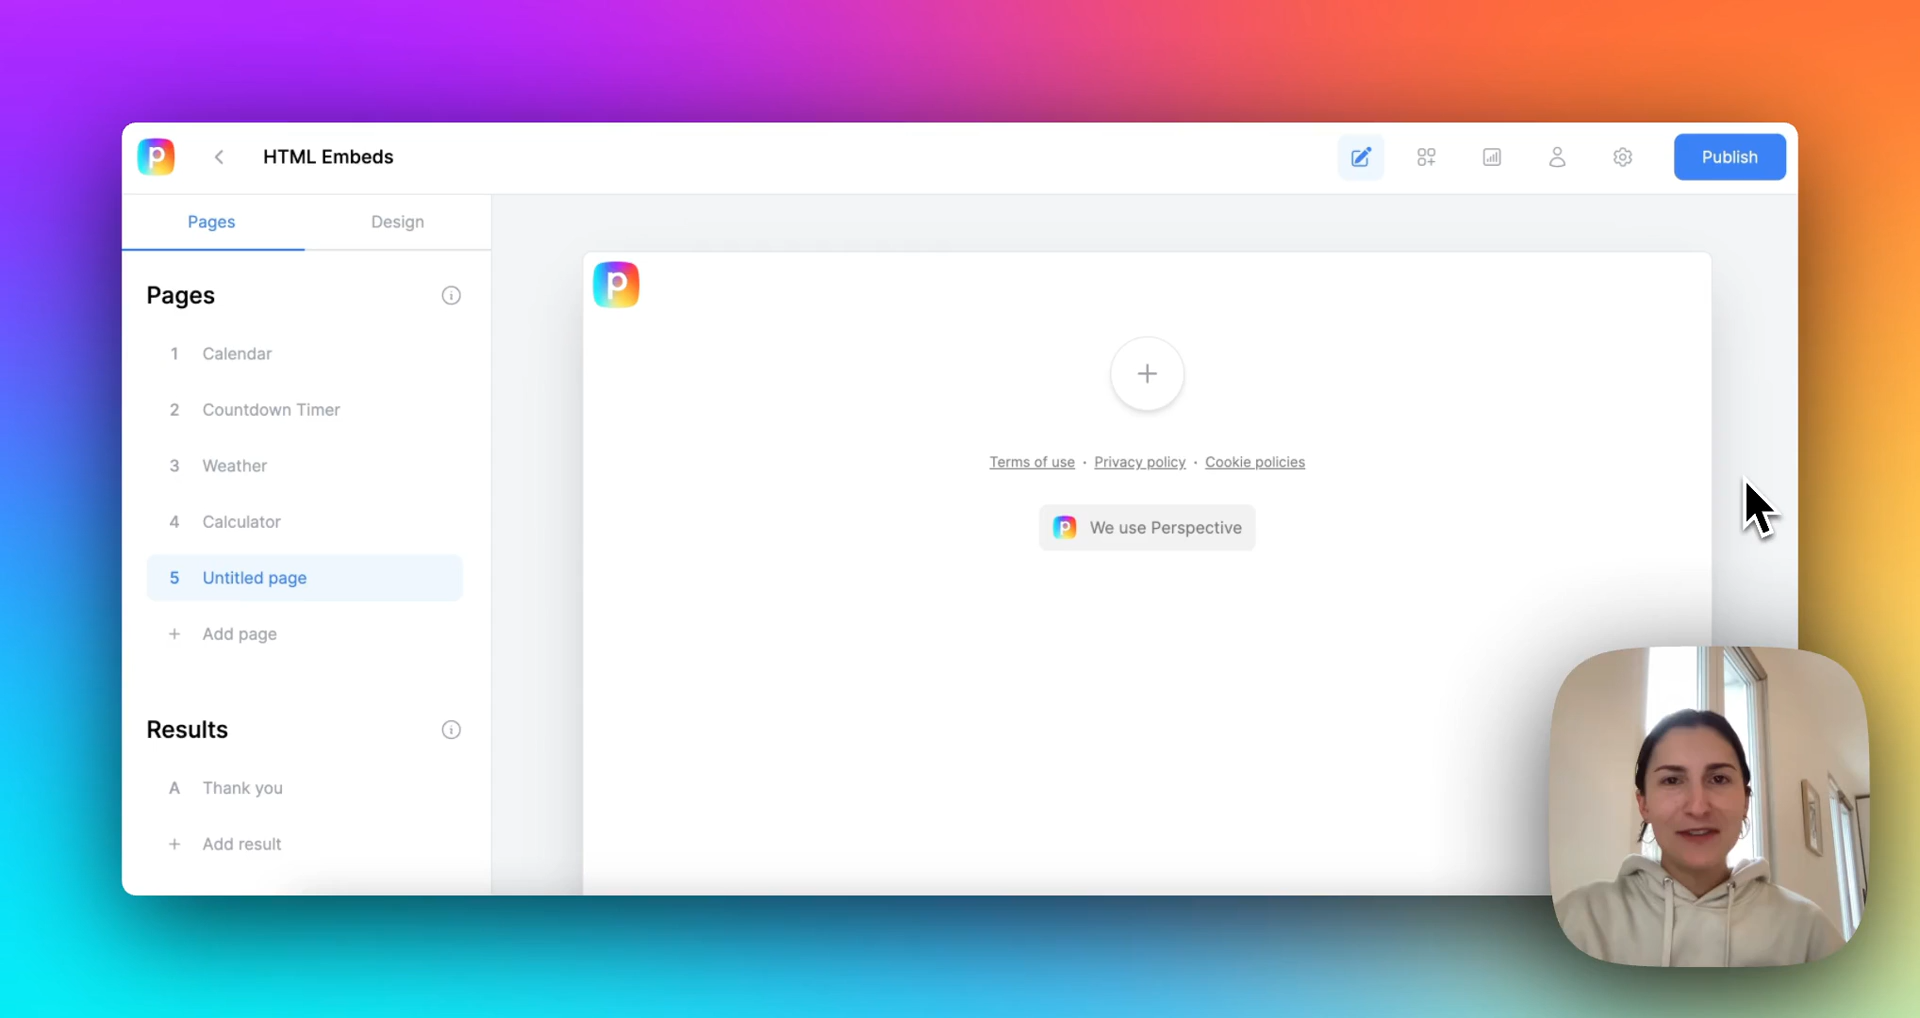 p
HTML Embeds
Publish
Pages
Design
Pages
1 Calendar
2 Countdown Timer
3 Weather
4 Calculator
5 Untitled page
+ Add page
Results
A Thank you
+ Add result
p
+
Terms of use · Privacy policy · Cookie policies
p We use Perspective